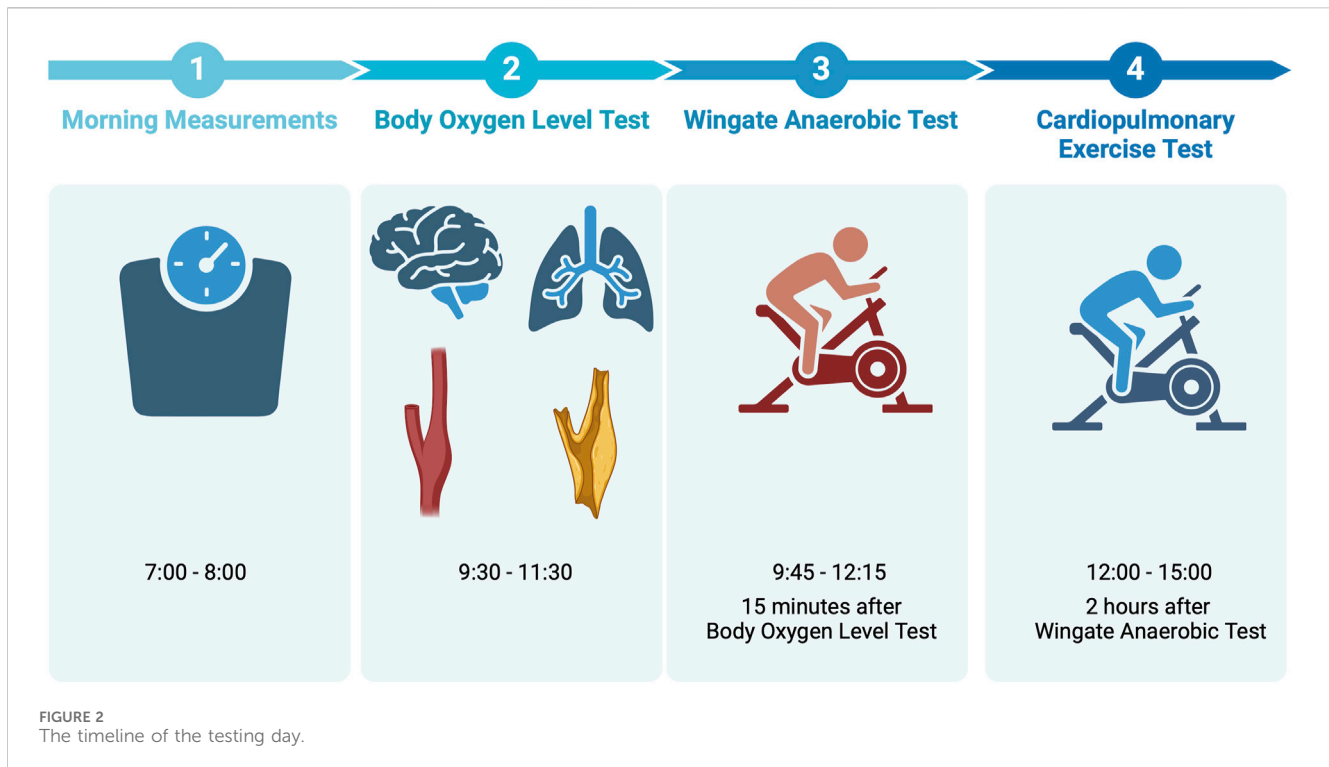 1
2
3
4
Morning Measurements
Body Oxygen Level Test
Wingate Anaerobic Test
Cardiopulmonary
Exercise Test
7:00 - 8:00
9:30 - 11:30
9:45 - 12:15
15 minutes after
Body Oxygen Level Test
12:00 - 15:00
2 hours after
Wingate Anaerobic Test
FIGURE 2
The timeline of the testing day.